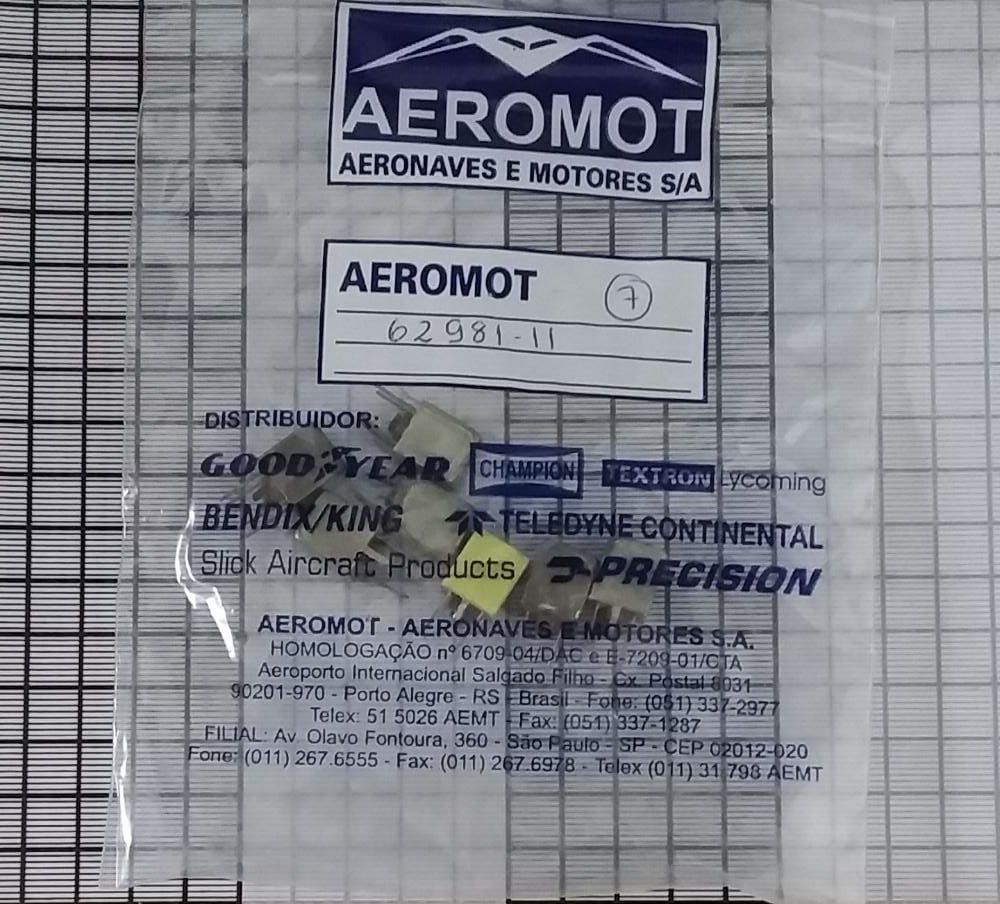 AEROMOT
AERONAVES E MOTORES S/A
AEROMOT 7
62981-11
DISTRIBUIDOR:
GOODYEAR CHAMPION TEXTRON Lycoming
BENDIX/KING TELEDYNE CONTINENTAL
Slick Aircraft Products PRECISION
AEROMOT - AERONAVES E MOTORES S.A.
HOMOLOGAÇÃO nº 6709-04/DAC e E-7209-01/CTA
Aeroporto Internacional Salgado Filho - Cx. Postal 8031
90201-970 - Porto Alegre - RS - Brasil - Fone: (051) 337-2977
Telex: 51 5026 AEMT - Fax: (051) 337-1287
FILIAL: Av. Olavo Fontoura, 360 - São Paulo - SP - CEP 02012-020
Fone: (011) 267.6555 - Fax: (011) 267.6978 - Telex (011) 31 798 AEMT